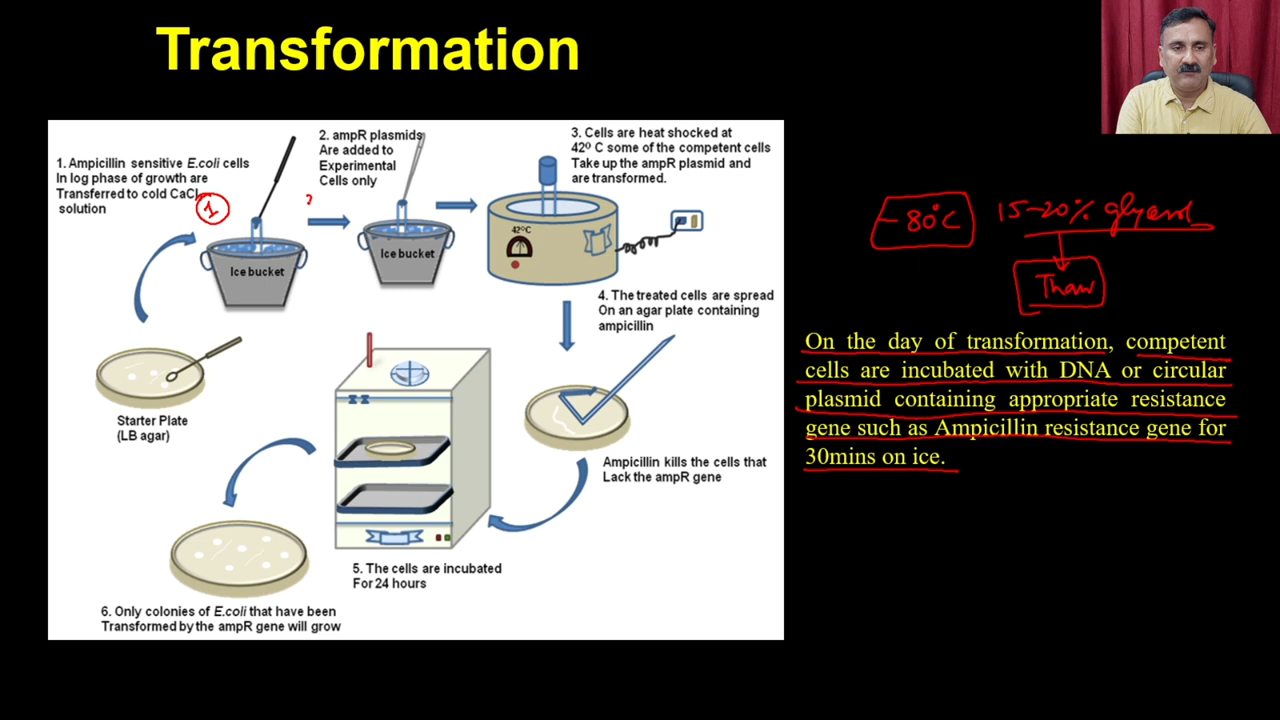 Transformation
1. Ampicillin sensitive E.coli cells
In log phase of growth are
Transferred to cold CaCl
solution
1
2. ampR plasmids
Are added to
Experimental
Cells only
3. Cells are heat shocked at
42⁰ C some of the competent cells
Take up the ampR plasmid and
are transformed.
Ice bucket
Ice bucket
42⁰C
4. The treated cells are spread
On an agar plate containing
ampicillin
Starter Plate
(LB agar)
Ampicillin kills the cells that
Lack the ampR gene
5. The cells are incubated
For 24 hours
6. Only colonies of E.coli that have been
Transformed by the ampR gene will grow
-80°C
15-20% glycerol
Thaw
On the day of transformation, competent
cells are incubated with DNA or circular
plasmid containing appropriate resistance
gene such as Ampicillin resistance gene for
30mins on ice.